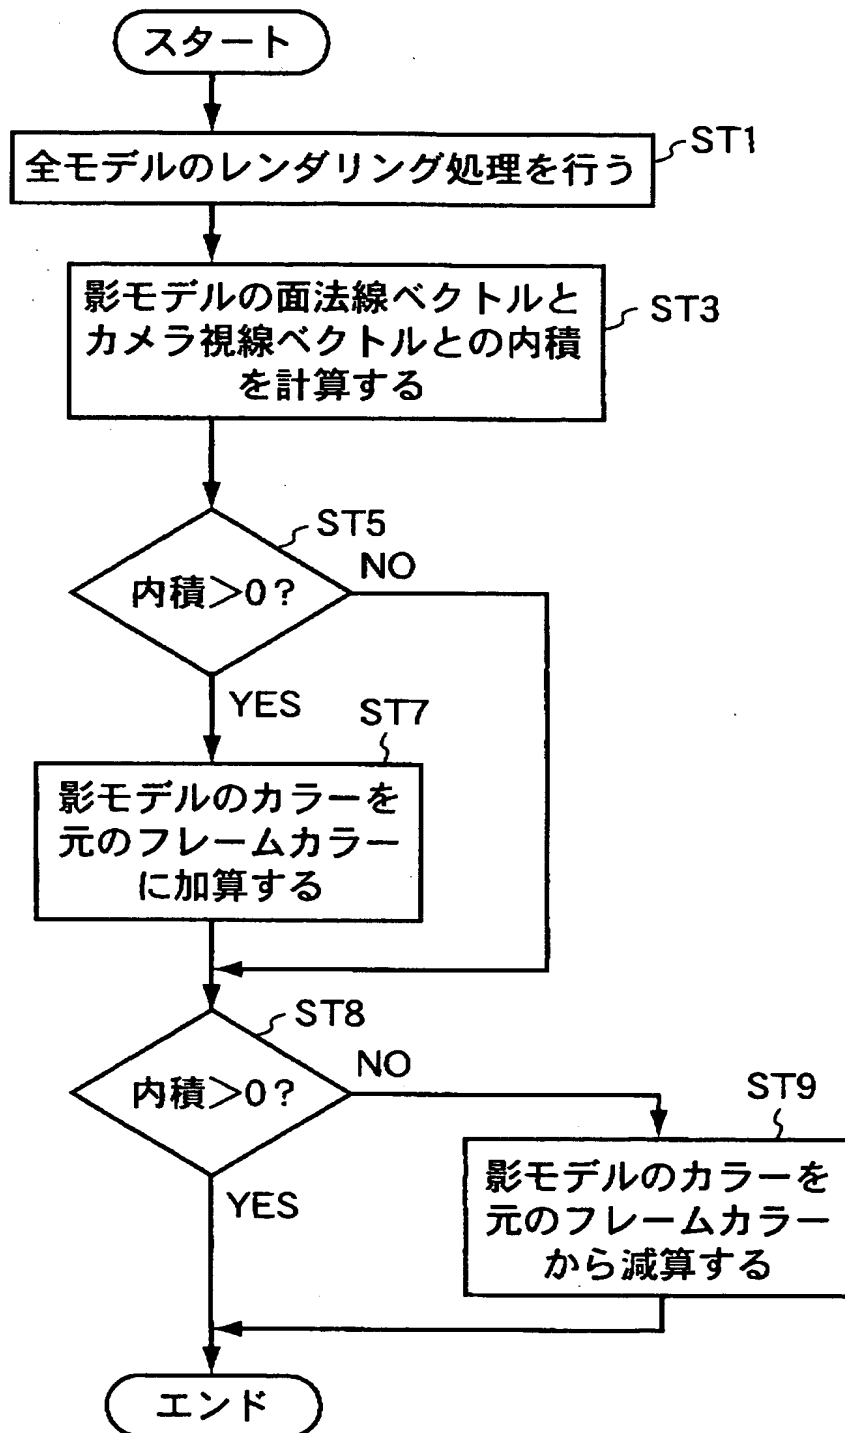 スタート
ST1
全モデルのレンダリング処理を行う
ST3
影モデルの面法線ベクトルと
カメラ視線ベクトルとの内積
を計算する
ST5
内積>0?
NO
YES
ST7
影モデルのカラーを
元のフレームカラー
に加算する
ST8
内積>0?
NO
YES
ST9
影モデルのカラーを
元のフレームカラー
から減算する
エンド